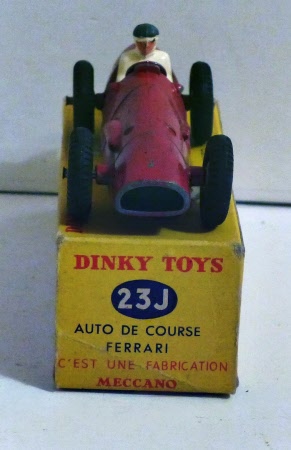 DINKY TOYS
23J
AUTO DE COURSE
FERRARI
C'EST UNE FABRICATION
MECCANO